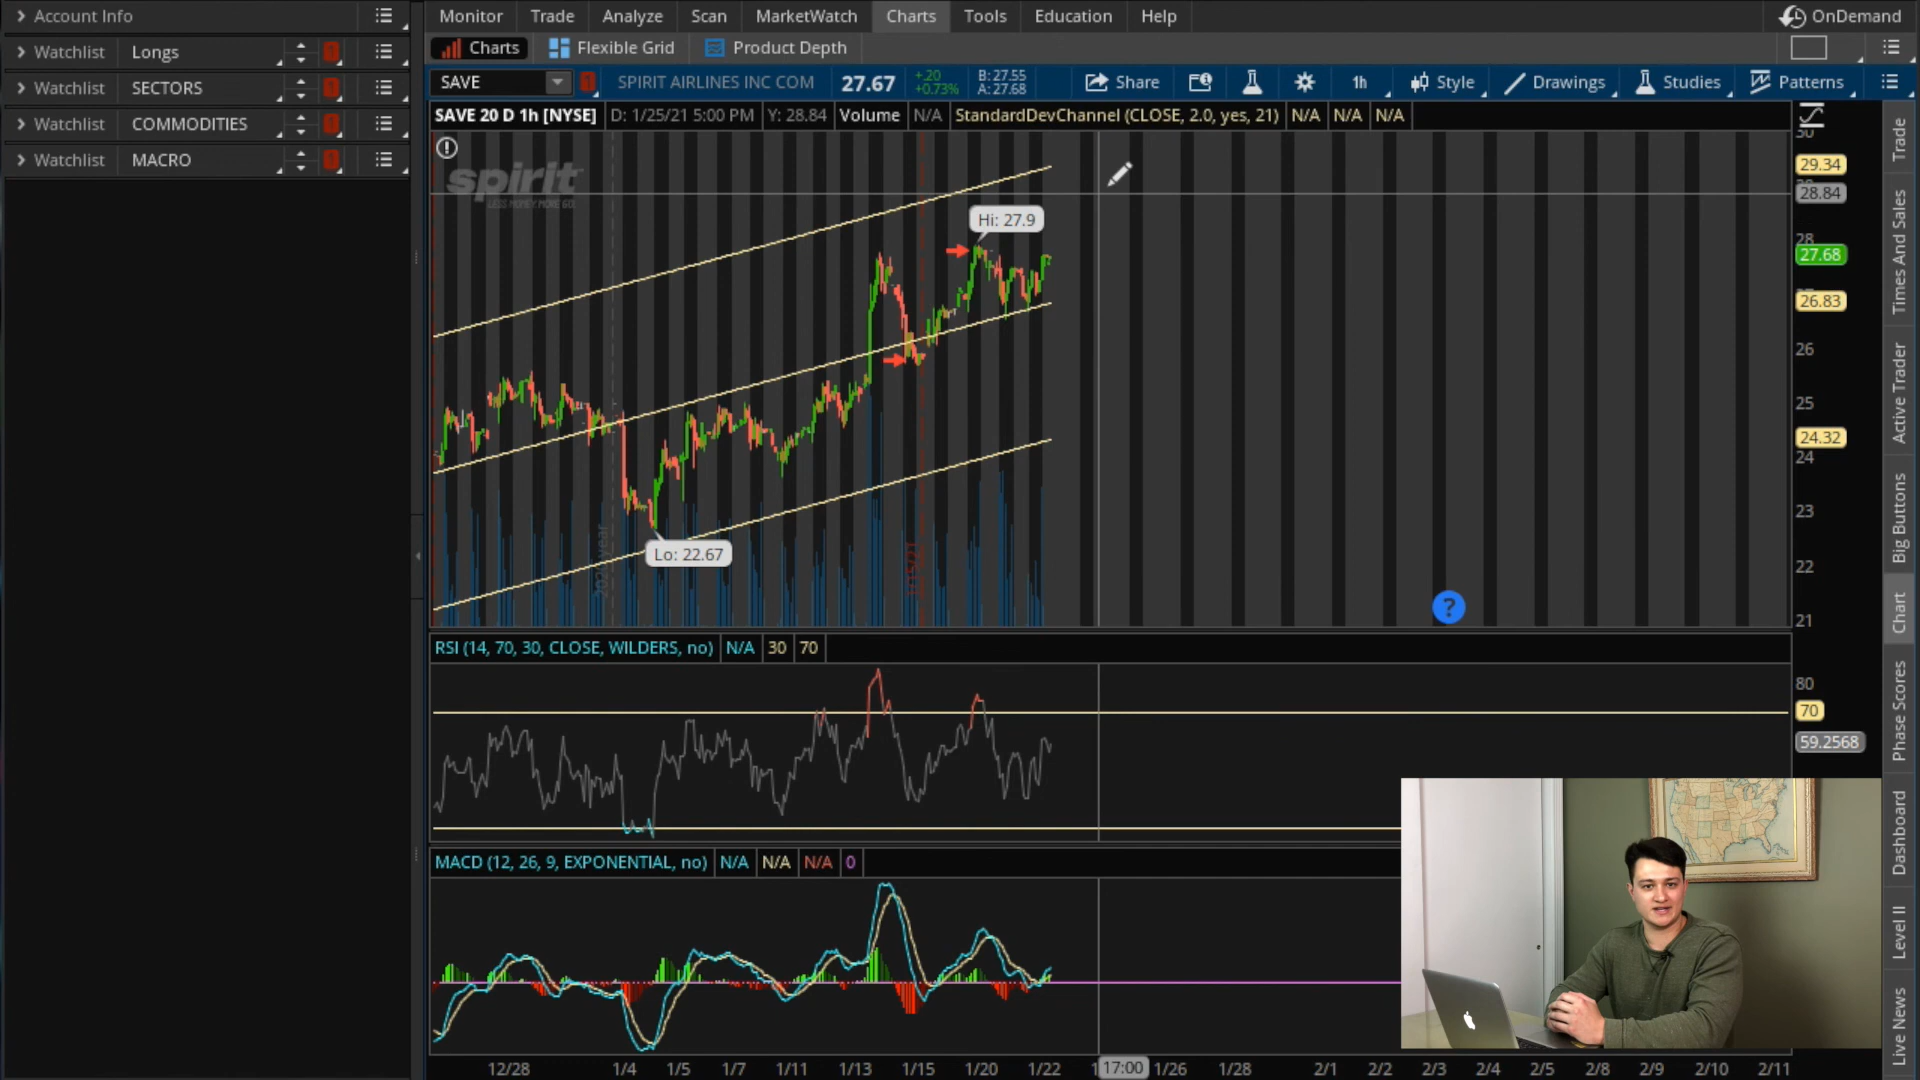 Account Info
Watchlist Longs
Watchlist SECTORS
Watchlist COMMODITIES
Watchlist MACRO
Monitor Trade Analyze Scan MarketWatch Charts Tools Education Help OnDemand
Charts Flexible Grid Product Depth
SAVE SPIRIT AIRLINES INC COM 27.67 +.20 +0.73% B: 27.55 A: 27.68 Share 1h Style Drawings Studies Patterns
SAVE 20 D 1h [NYSE] D: 1/25/21 5:00 PM Y: 28.84 Volume N/A StandardDevChannel (CLOSE, 2.0, yes, 21) N/A N/A N/A
spirit
LESS MONEY. MORE GO.
Hi: 27.9
Lo: 22.67
30
29.34
28.84
28
27.68
26.83
26
25
24.32
24
23
22
21
?
RSI (14, 70, 30, CLOSE, WILDERS, no) N/A 30 70
80
70
59.2568
MACD (12, 26, 9, EXPONENTIAL, no) N/A N/A N/A 0
12/28 1/4 1/5 1/7 1/11 1/13 1/15 1/20 1/22 17:00 1/26 1/28 2/1 2/2 2/3 2/4 2/5 2/8 2/9 2/10 2/11
Trade
Times And Sales
Active Trader
Big Buttons
Chart
Phase Scores
Dashboard
Level II
Live News